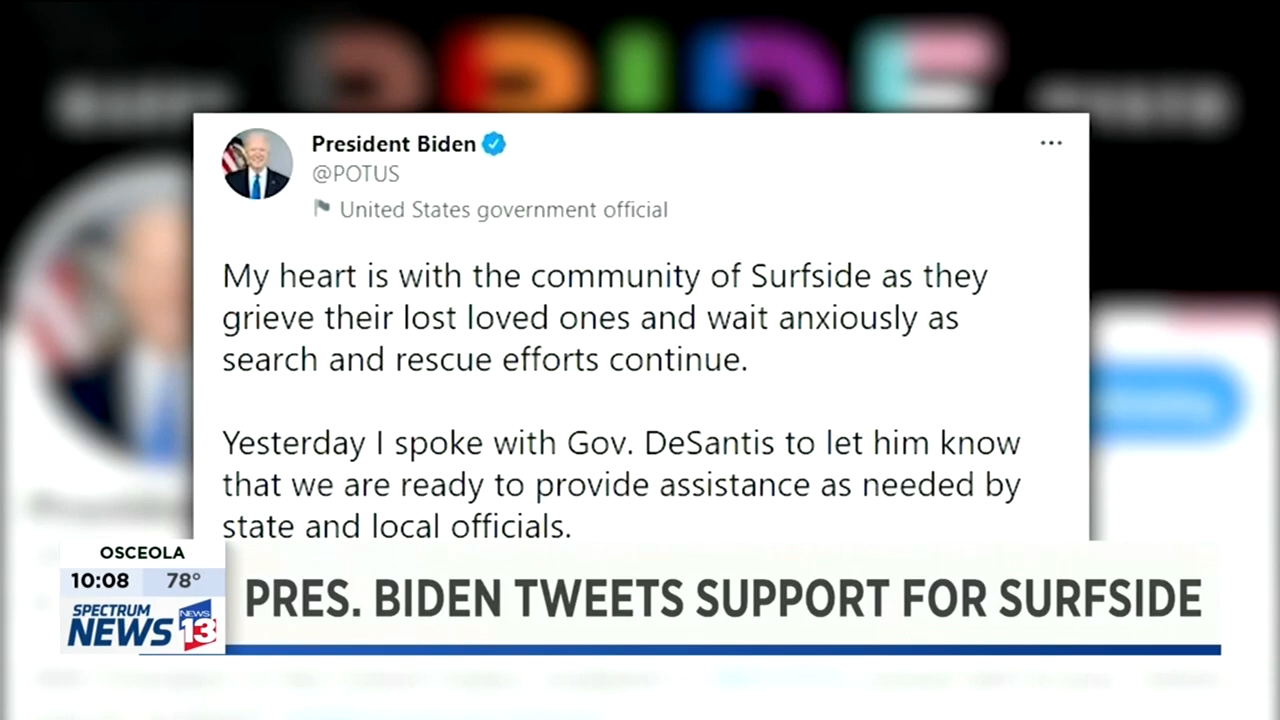 PRIDE
President Biden
@POTUS
United States government official
My heart is with the community of Surfside as they
grieve their lost loved ones and wait anxiously as
search and rescue efforts continue.
Yesterday I spoke with Gov. DeSantis to let him know
that we are ready to provide assistance as needed by
state and local officials.
OSCEOLA
10:08 78°
SPECTRUM
NEWS
NEWS
13
PRES. BIDEN TWEETS SUPPORT FOR SURFSIDE